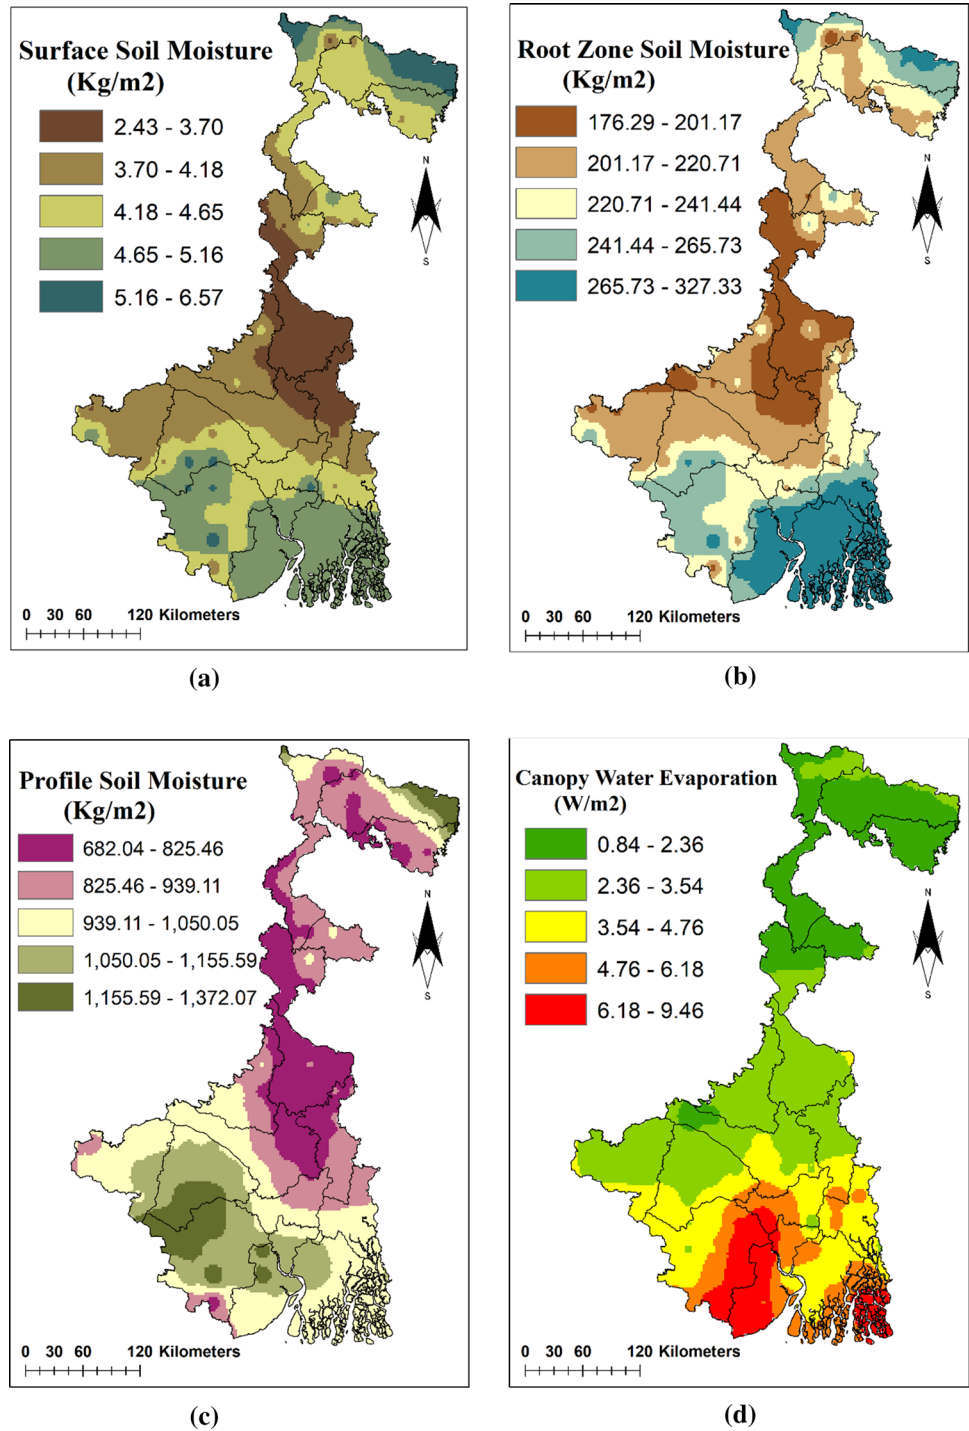 Surface Soil Moisture
(Kg/m2)
2.43 - 3.70
3.70 - 4.18
4.18 - 4.65
4.65 - 5.16
5.16 - 6.57
N
S
0 30 60 120 Kilometers
(a)
Root Zone Soil Moisture
(Kg/m2)
176.29 - 201.17
201.17 - 220.71
220.71 - 241.44
241.44 - 265.73
265.73 - 327.33
N
S
0 30 60 120 Kilometers
(b)
Profile Soil Moisture
(Kg/m2)
682.04 - 825.46
825.46 - 939.11
939.11 - 1,050.05
1,050.05 - 1,155.59
1,155.59 - 1,372.07
N
S
0 30 60 120 Kilometers
(c)
Canopy Water Evaporation
(W/m2)
0.84 - 2.36
2.36 - 3.54
3.54 - 4.76
4.76 - 6.18
6.18 - 9.46
N
S
0 30 60 120 Kilometers
(d)